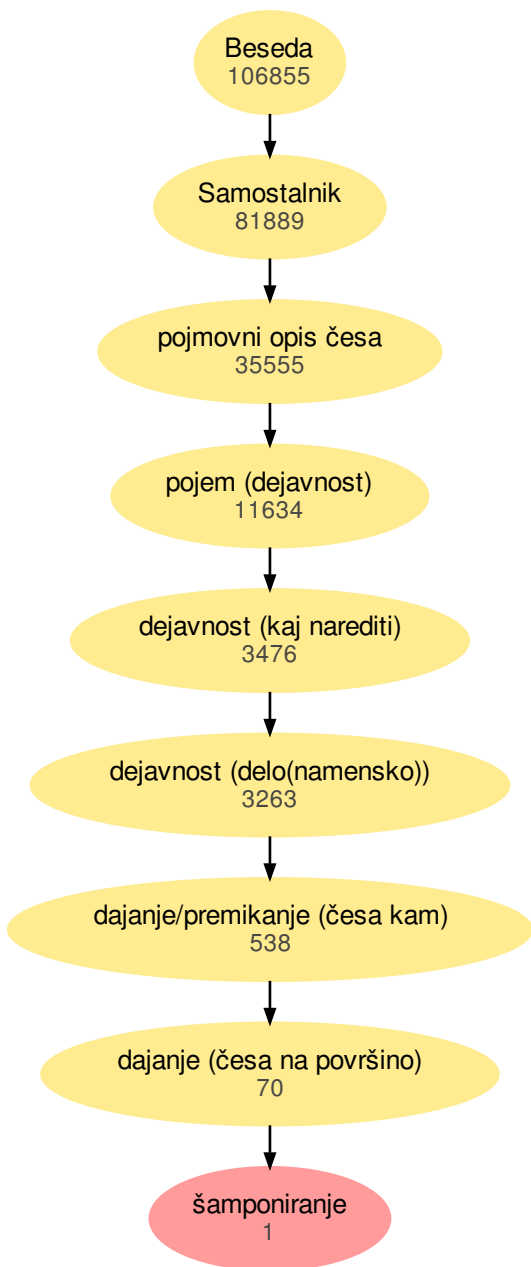 Beseda
106855
Samostalnik
81889
pojmovni opis česa
35555
pojem (dejavnost)
11634
dejavnost (kaj narediti)
3476
dejavnost (delo(namensko))
3263
dajanje/premikanje (česa kam)
538
dajanje (česa na površino)
70
šamponiranje
1